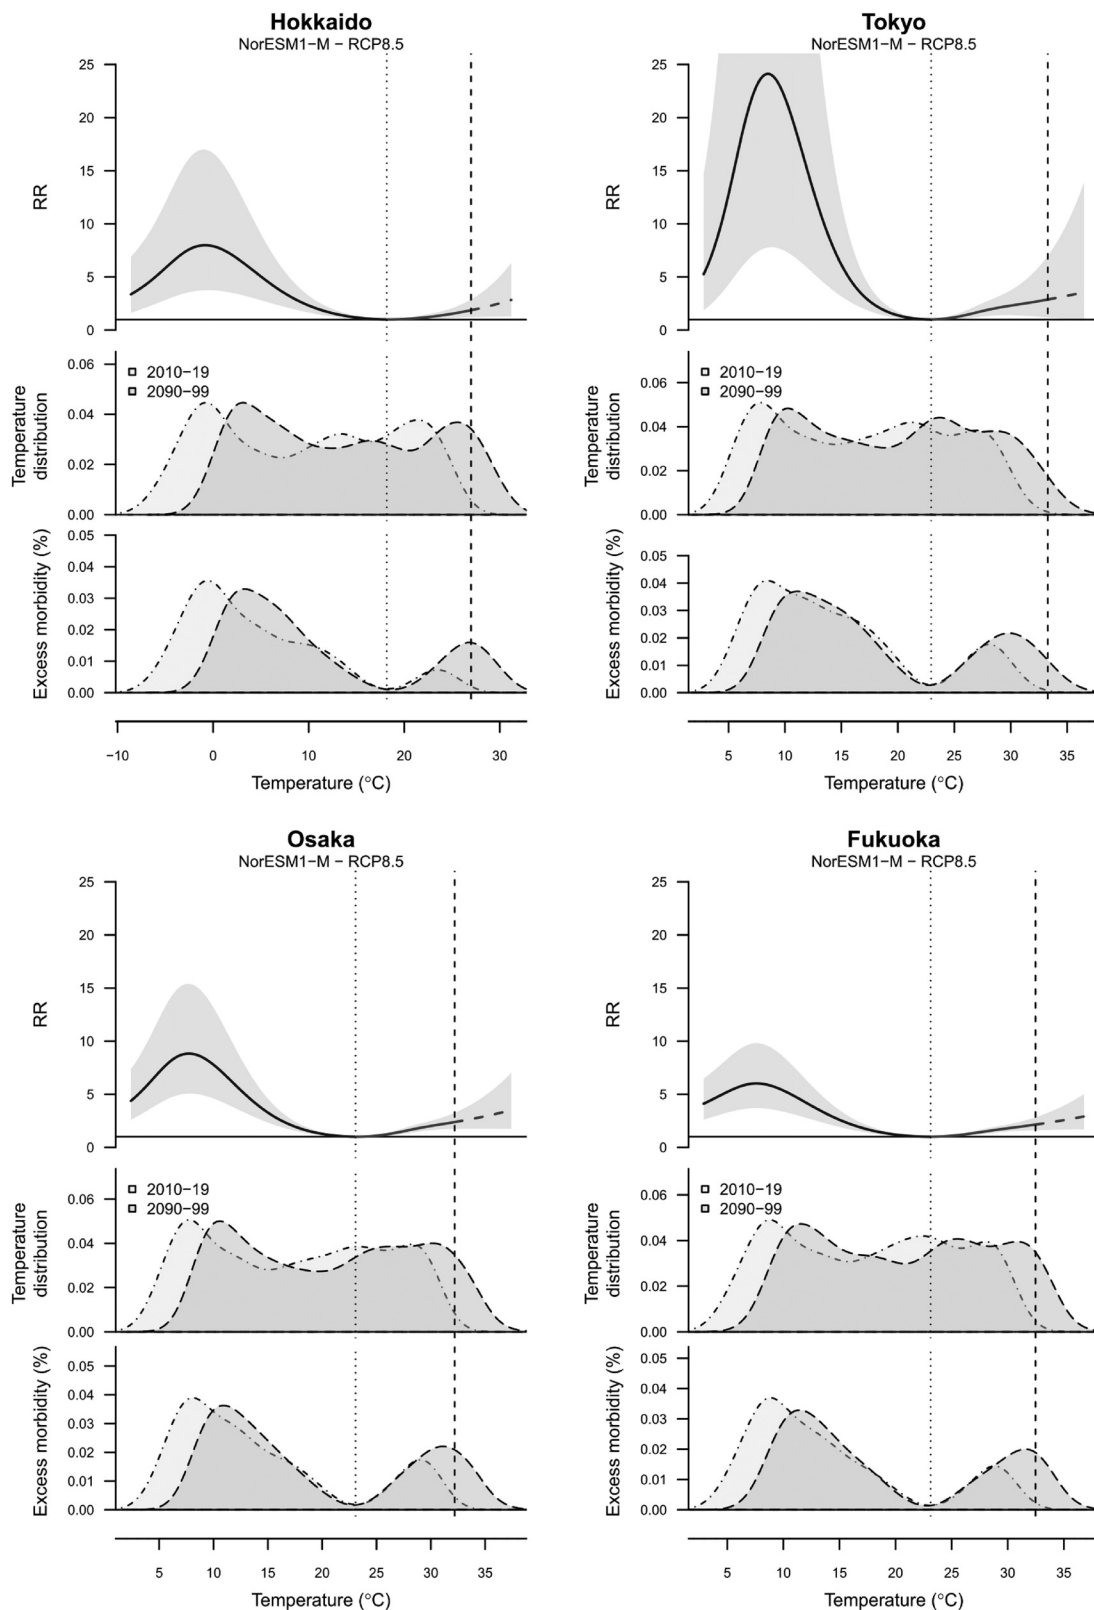 Hokkaido
NorESM1−M − RCP8.5
25
20
15
10
5
0
RR
0.06
0.04
0.02
0.00
Temperature
distribution
2010−19
2090−99
0.05
0.04
0.03
0.02
0.01
0.00
Excess morbidity (%)
−10 0 10 20 30
Temperature (°C)
Tokyo
NorESM1−M − RCP8.5
25
20
15
10
5
0
RR
0.06
0.04
0.02
0.00
Temperature
distribution
2010−19
2090−99
0.05
0.04
0.03
0.02
0.01
0.00
Excess morbidity (%)
5 10 15 20 25 30 35
Temperature (°C)
Osaka
NorESM1−M − RCP8.5
25
20
15
10
5
0
RR
0.06
0.04
0.02
0.00
Temperature
distribution
2010−19
2090−99
0.05
0.04
0.03
0.02
0.01
0.00
Excess morbidity (%)
5 10 15 20 25 30 35
Temperature (°C)
Fukuoka
NorESM1−M − RCP8.5
25
20
15
10
5
0
RR
0.06
0.04
0.02
0.00
Temperature
distribution
2010−19
2090−99
0.05
0.04
0.03
0.02
0.01
0.00
Excess morbidity (%)
5 10 15 20 25 30 35
Temperature (°C)